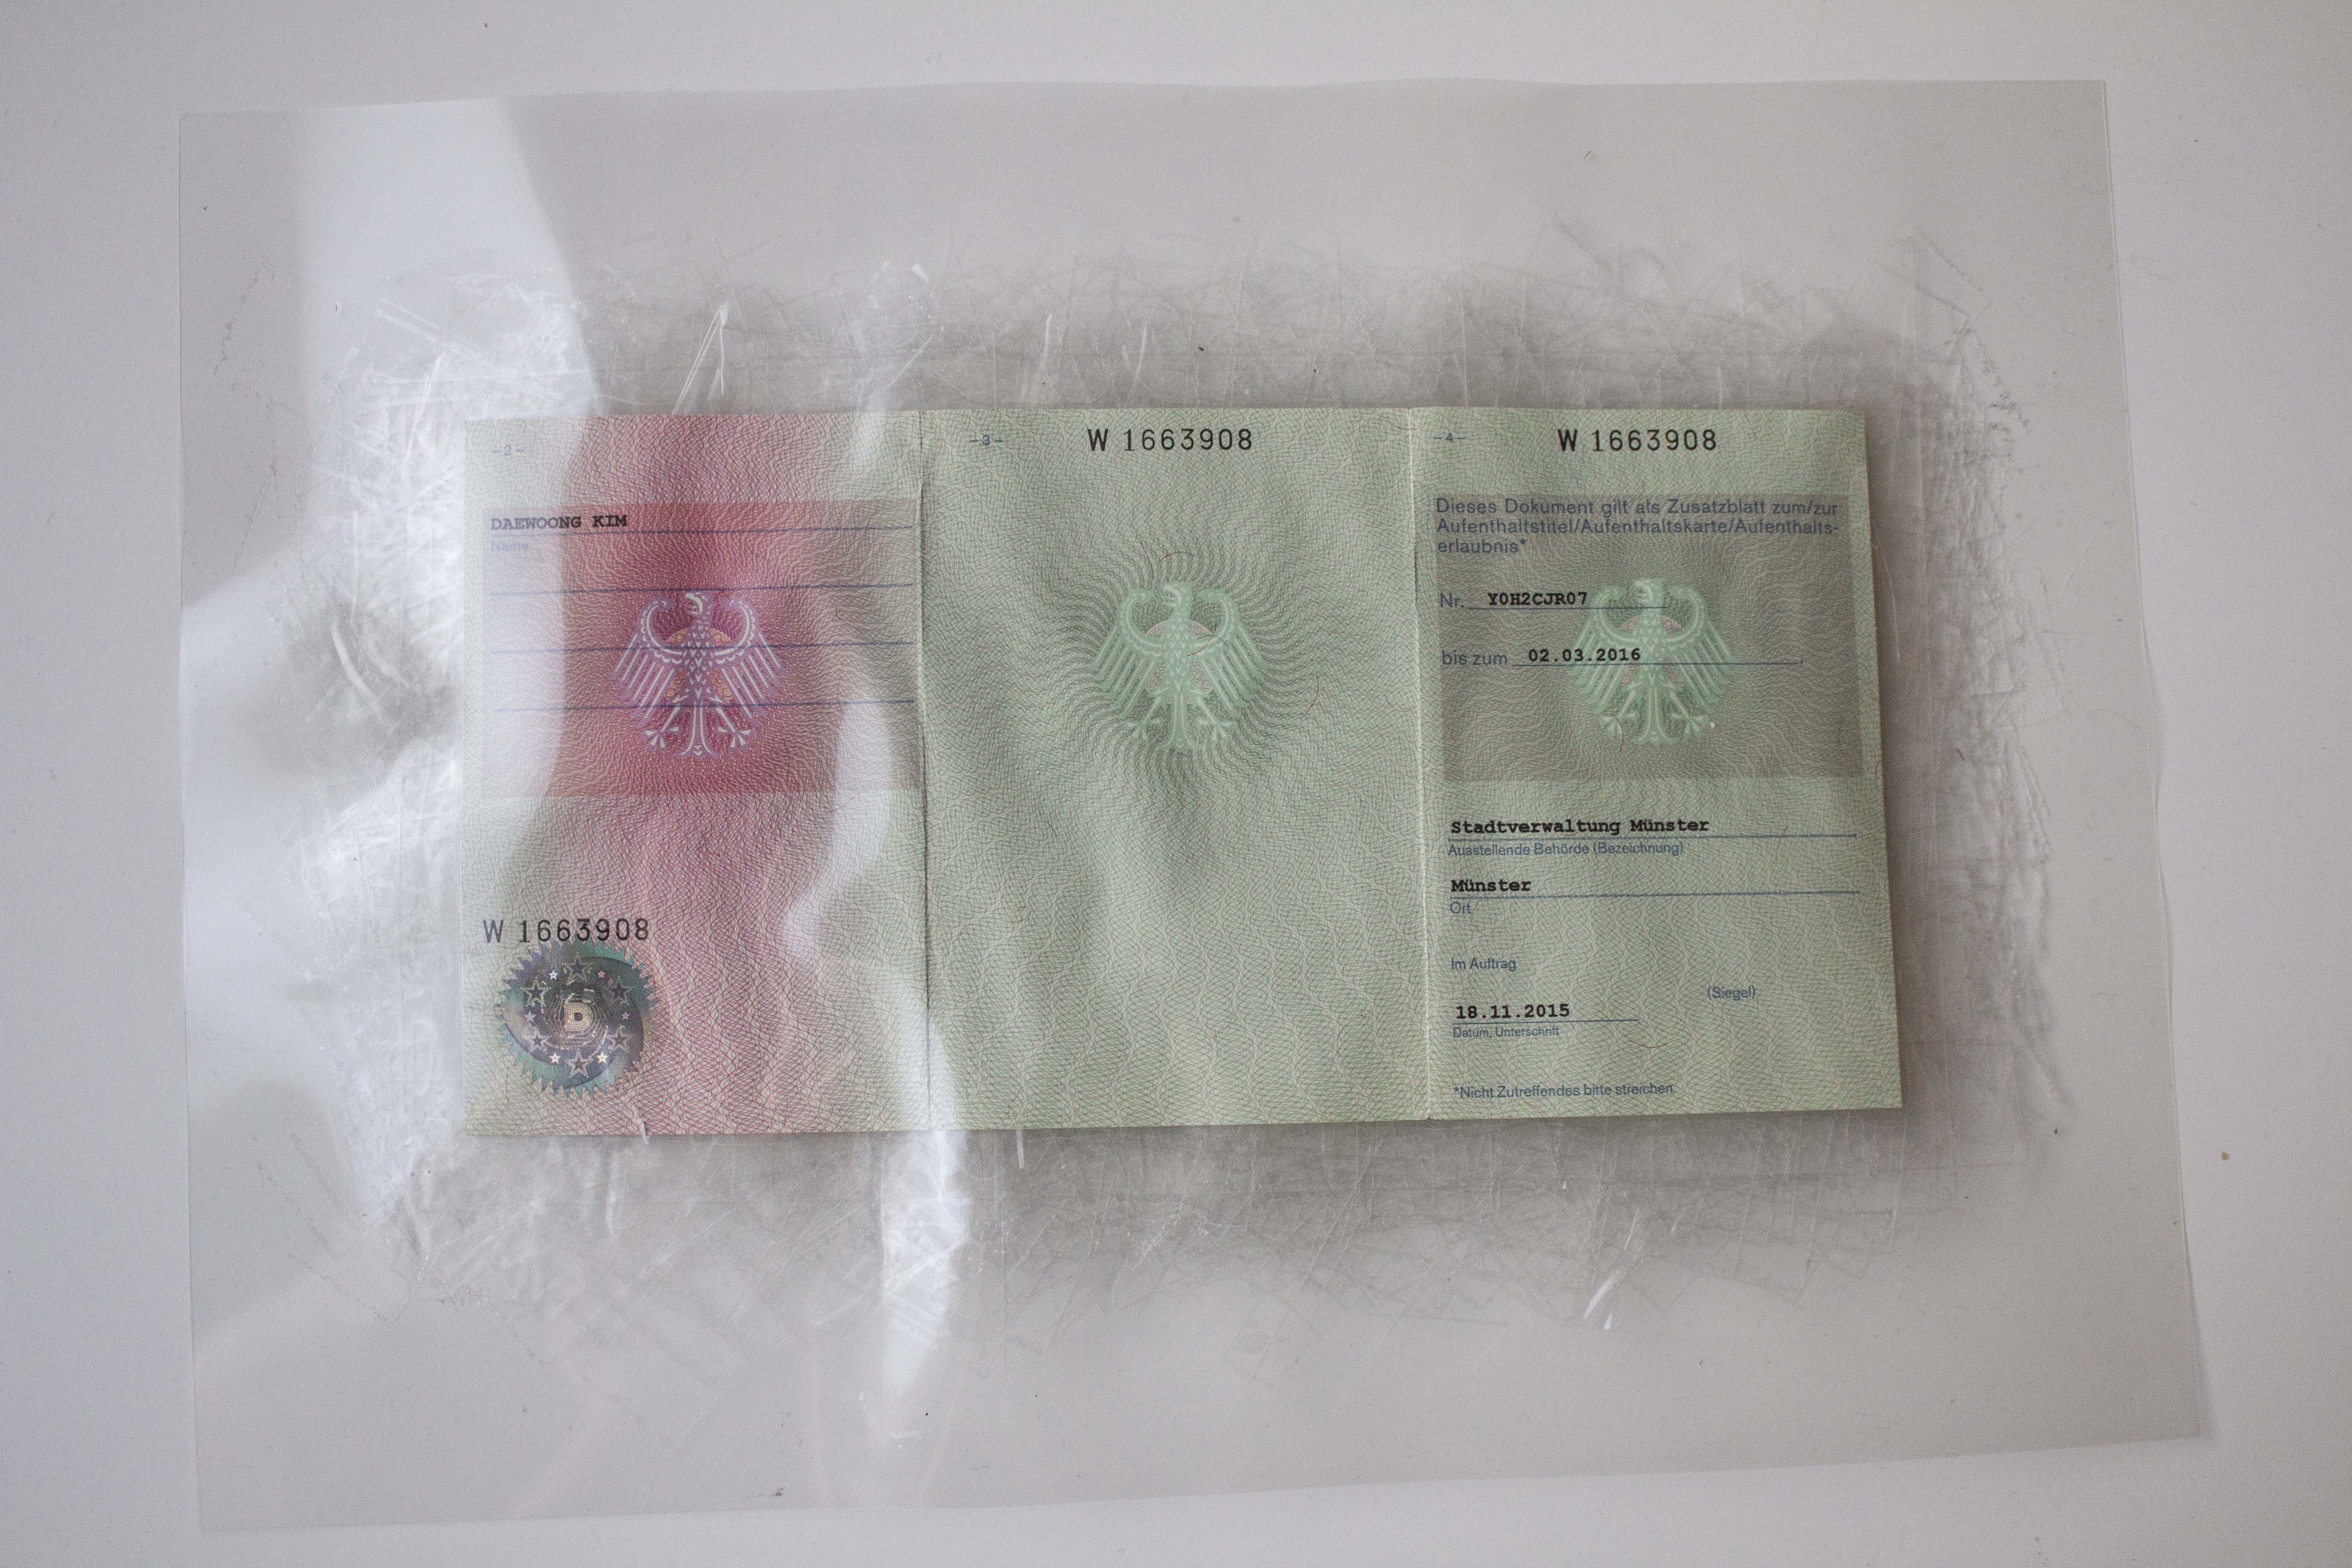 -2-
DAEWOONG KIM
Name
W 1663908
D
-3-
W 1663908
-4-
W 1663908
Dieses Dokument gilt als Zusatzblatt zum/zur
Aufenthaltstitel/Aufenthaltskarte/Aufenthalts-
erlaubnis*
Nr. Y0H2CJR07
bis zum 02.03.2016
Stadtverwaltung Münster
Ausstellende Behörde (Bezeichnung)
Münster
Ort
Im Auftrag
(Siegel)
18.11.2015
Datum, Unterschrift
*Nicht Zutreffendes bitte streichen